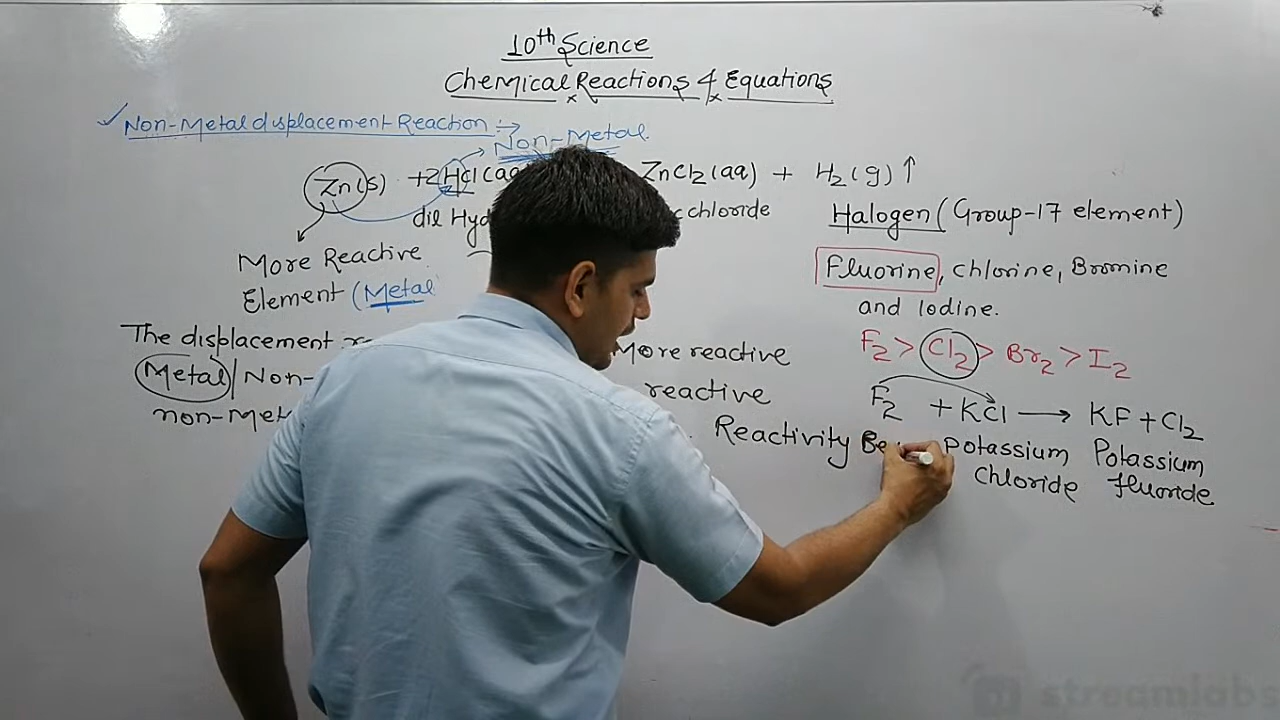 10th Science
Chemical Reactions & Equations
Non-Metal displacement Reaction :→
Non-Metal.
Zn(s) +2HCl(aq ZnCl2(aq) + H2(g)↑
dil Hyd chloride
More Reactive
Element (Metal
The displacement
Metal/Non-
non-Met
More reactive
reactive
Reactivity
Halogen (Group-17 element)
Fluorine, chlorine, Bromine
and Iodine.
F2 > Cl2 > Br2 > I2
F2 + KCl → KF + Cl2
potassium Potassium
chloride fluoride
streamlabs